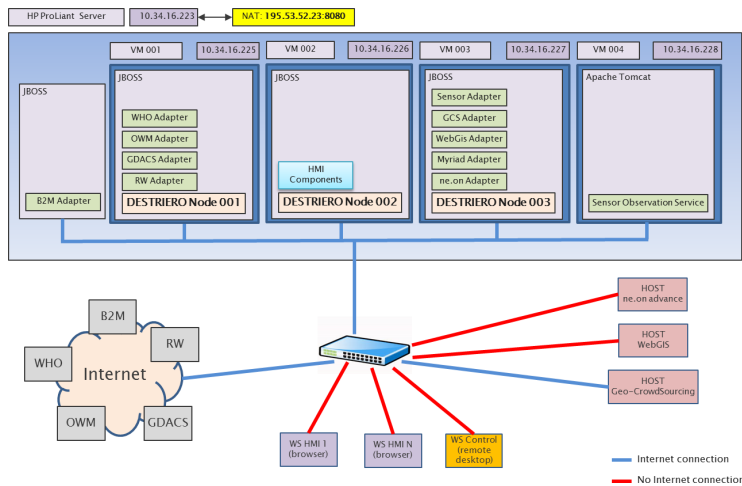 HP ProLiant Server
10.34.16.223
NAT: 195.53.52.23:8080
VM 001
10.34.16.225
VM 002
10.34.16.226
VM 003
10.34.16.227
VM 004
10.34.16.228
JBOSS
B2M Adapter
JBOSS
WHO Adapter
OWM Adapter
GDACS Adapter
RW Adapter
DESTRIERO Node 001
JBOSS
HMI
Components
DESTRIERO Node 002
JBOSS
Sensor Adapter
GCS Adapter
WebGis Adapter
Myriad Adapter
ne.on Adapter
DESTRIERO Node 003
Apache Tomcat
Sensor Observation Service
B2M
RW
WHO
Internet
OWM
GDACS
HOST
ne.on advance
HOST
WebGIS
HOST
Geo-CrowdSourcing
WS HMI 1
(browser)
WS HMI N
(browser)
WS Control
(remote
desktop)
Internet connection
No Internet connection